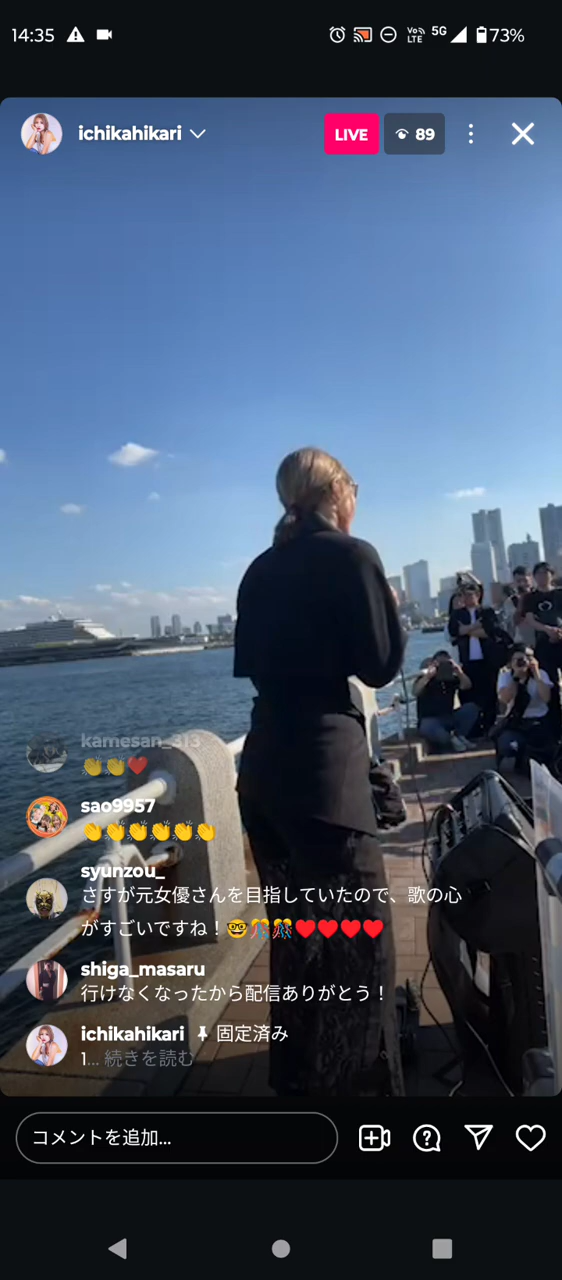 14:35
Vo LTE 5G 73%
ichikahikari
LIVE 89
kamesan_313
👏👏❤️
sao9957
👏👏👏👏👏👏
syunzou_
さすが元女優さんを目指していたので、歌の心
がすごいですね！🤓🎊🎊❤️❤️❤️❤️
shiga_masaru
行けなくなったから配信ありがとう！
ichikahikari 固定済み
1... 続きを読む
コメントを追加...